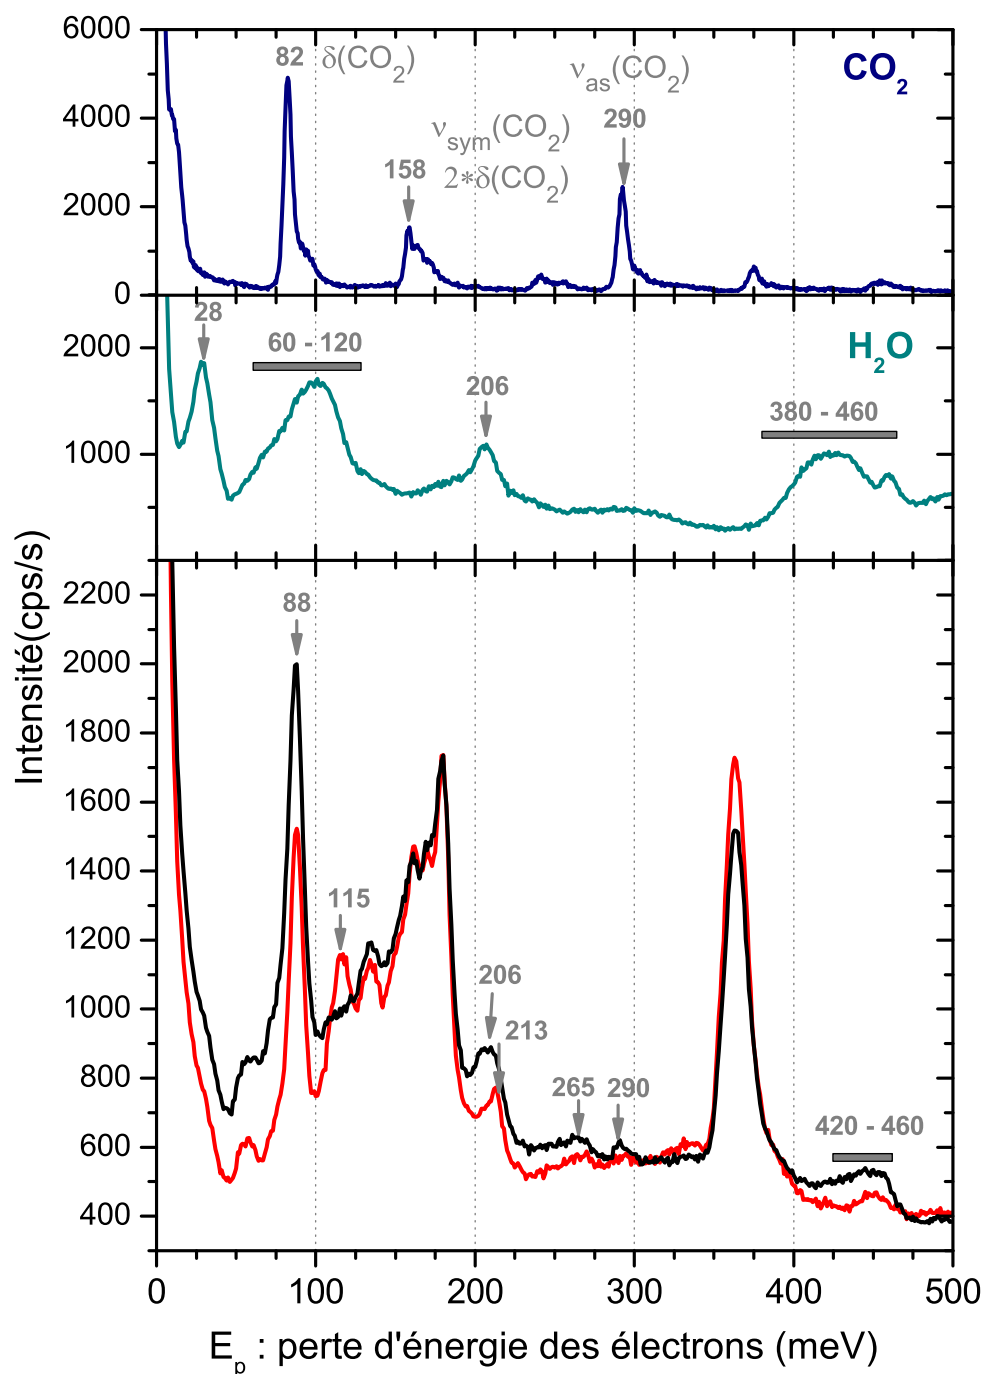 6000
4000
2000
0
82 δ(CO2)
νas(CO2)
290
νsym(CO2)
158
2*δ(CO2)
CO2
2000
1000
28
60 - 120
206
380 - 460
H2O
Intensité(cps/s)
2200
2000
1800
1600
1400
1200
1000
800
600
400
88
115
206
213
265
290
420 - 460
0 100 200 300 400 500
Ep : perte d'énergie des électrons (meV)